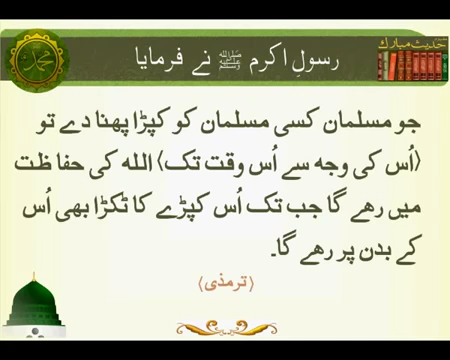 حدیث مبارک
رسولِ اکرم ﷺ نے فرمایا
جو مسلمان کسی مسلمان کو کپڑا پہنا دے تو
(اُس کی وجہ سے اُس وقت تک) اللہ کی حفاظت
میں رہے گا جب تک اُس کپڑے کا ٹکڑا بھی اُس
کے بدن پر رہے گا۔
(ترمذی)